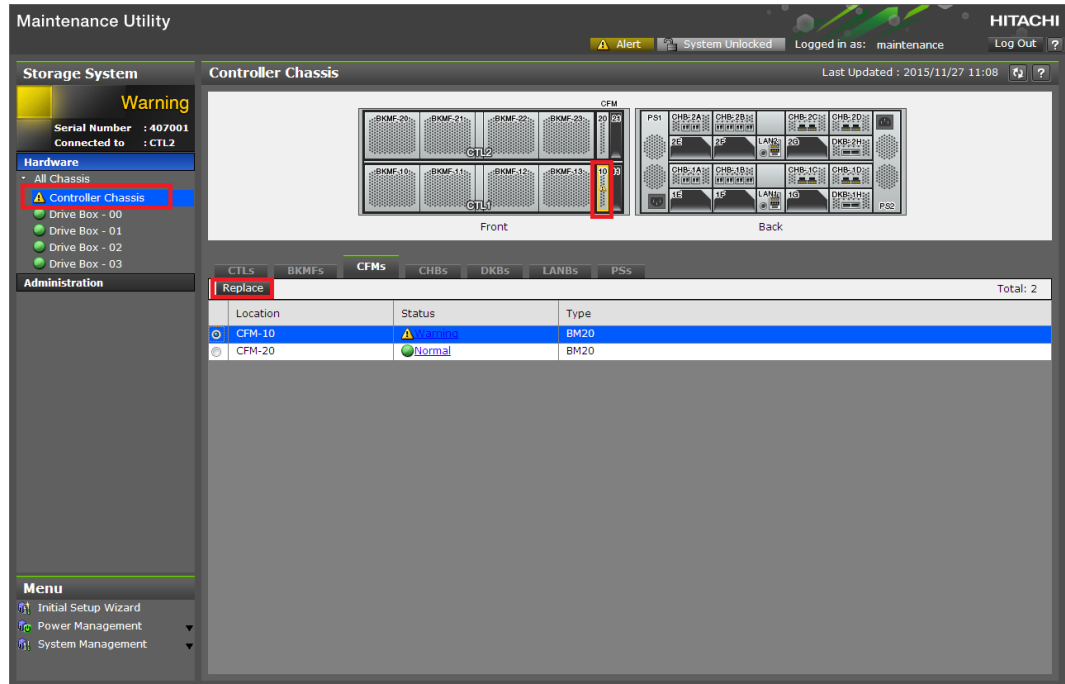 Maintenance Utility
HITACHI
Alert
System Unlocked
Logged in as: maintenance
Log Out
?
Storage System
Warning
Serial Number : 407001
Connected to : CTL2
Hardware
All Chassis
Controller Chassis
Drive Box - 00
Drive Box - 01
Drive Box - 02
Drive Box - 03
Administration
Controller Chassis
Last Updated : 2015/11/27 11:08
?
CFM
BKMF-20 BKMF-21 BKMF-22 BKMF-23 20 23
CTL2
BKMF-10 BKMF-11 BKMF-12 BKMF-13 10
CTL1
Front
PS1 CHB-2A CHB-2B CHB-2C CHB-2D
2E 2F LAN2 2G DKB-2H
CHB-1A CHB-1B CHB-1C CHB-1D
1E 1F LAN1 1G DKB-1H PS2
Back
CTLs BKMFs CFMs CHBs DKBs LANBs PSs
Replace
Total: 2
Location Status Type
CFM-10 Warning BM20
CFM-20 Normal BM20
Menu
Initial Setup Wizard
Power Management
System Management